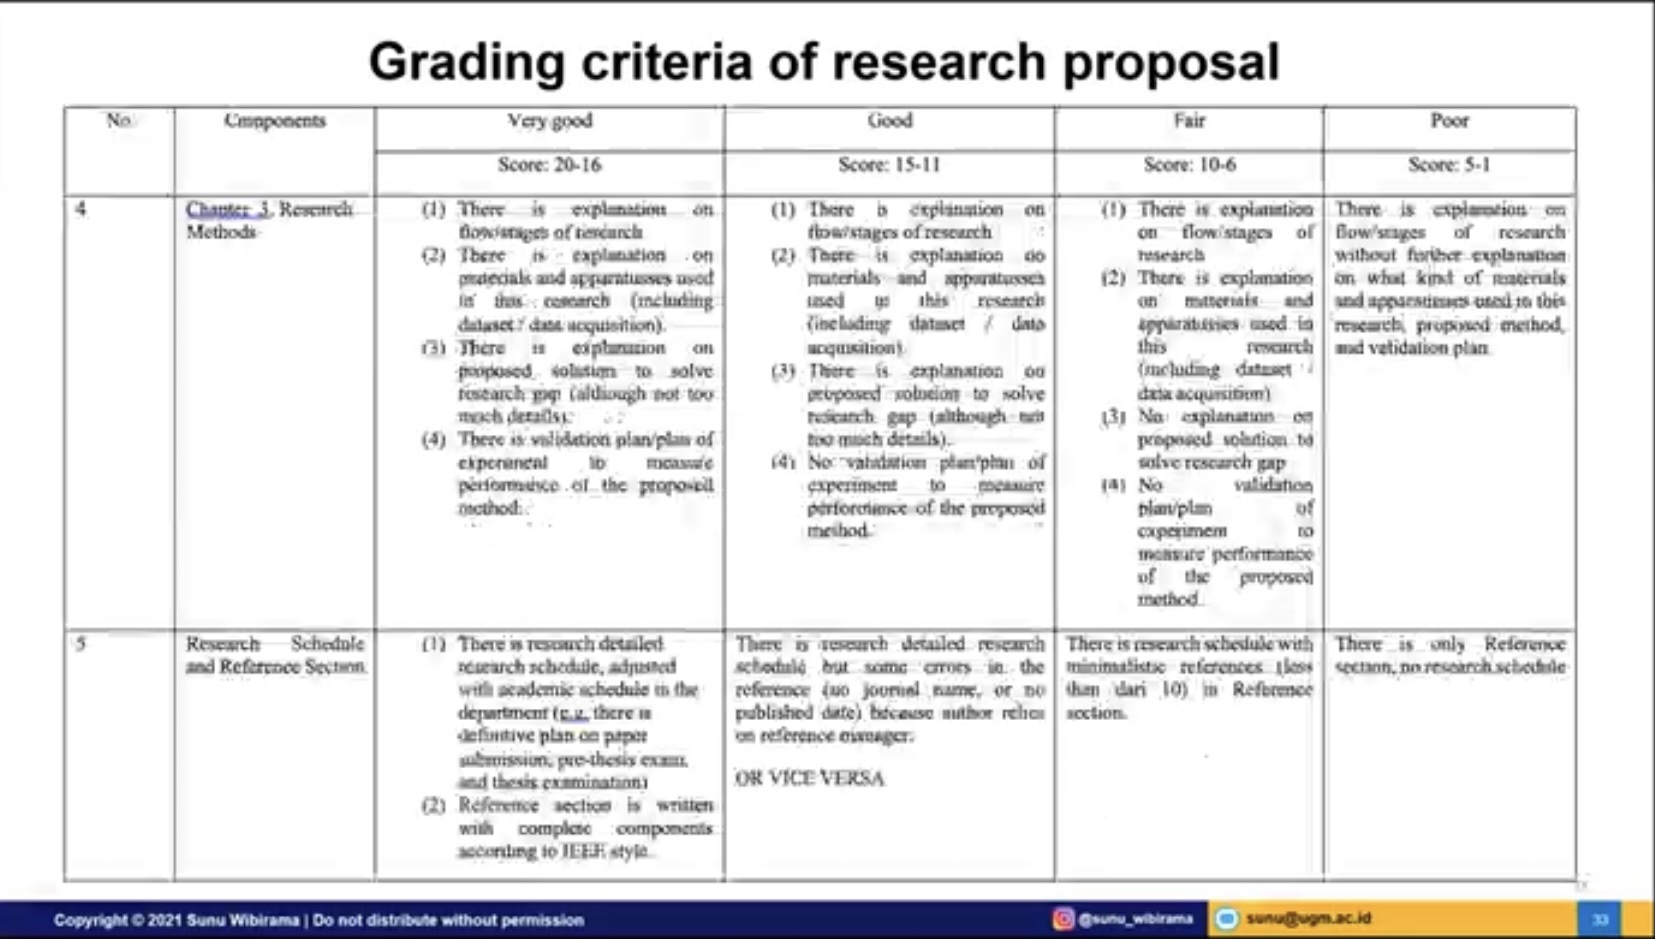 Grading criteria of research proposal
No
Components
Very good
Good
Fair
Poor
Score: 20-16
Score: 15-11
Score: 10-6
Score: 5-1
4
Chapter 3. Research
Methods
(1) There is explanation on
flow/stages of research
(2) There is explanation on
materials and apparatusses used
in this research (including
dataset / data acquisition).
(3) There is explanation on
proposed solution to solve
research gap (although not too
much details).
(4) There is validation plan/plan of
experiment to measure
performance of the proposed
method.
(1) There is explanation on
flow/stages of research
(2) There is explanation on
materials and apparatusses
used in this research
(including dataset / data
acquisition)
(3) There is explanation on
proposed solution to solve
research gap (although not
too much details).
(4) No validation plan/plan of
experiment to measure
performance of the proposed
method.
(1) There is explanation
on flow/stages of
research
(2) There is explanation
on materials and
apparatusses used in
this research
(including dataset /
data acquisition)
(3) No explanation on
proposed solution to
solve research gap
(4) No validation
plan/plan of
experiment to
measure performance
of the proposed
method.
There is explanation on
flow/stages of research
without further explanation
on what kind of materials
and apparatusses used in this
research, proposed method,
and validation plan
5
Research Schedule
and Reference Section
(1) There is research detailed
research schedule, adjusted
with academic schedule in the
department (e.g. there is
definitive plan on paper
submission, pre-thesis exam,
and thesis examination)
(2) Reference section is written
with complete components
according to IEEE style.
There is research detailed research
schedule but some errors in the
reference (no journal name, or no
published date) because author relies
on reference manager.
OR VICE VERSA
There is research schedule with
minimalistic references (less
than dari 10) in Reference
section.
There is only Reference
section, no research schedule
Copyright © 2021 Sunu Wibirama | Do not distribute without permission
@sunu_wibirama
sunu@ugm.ac.id
33